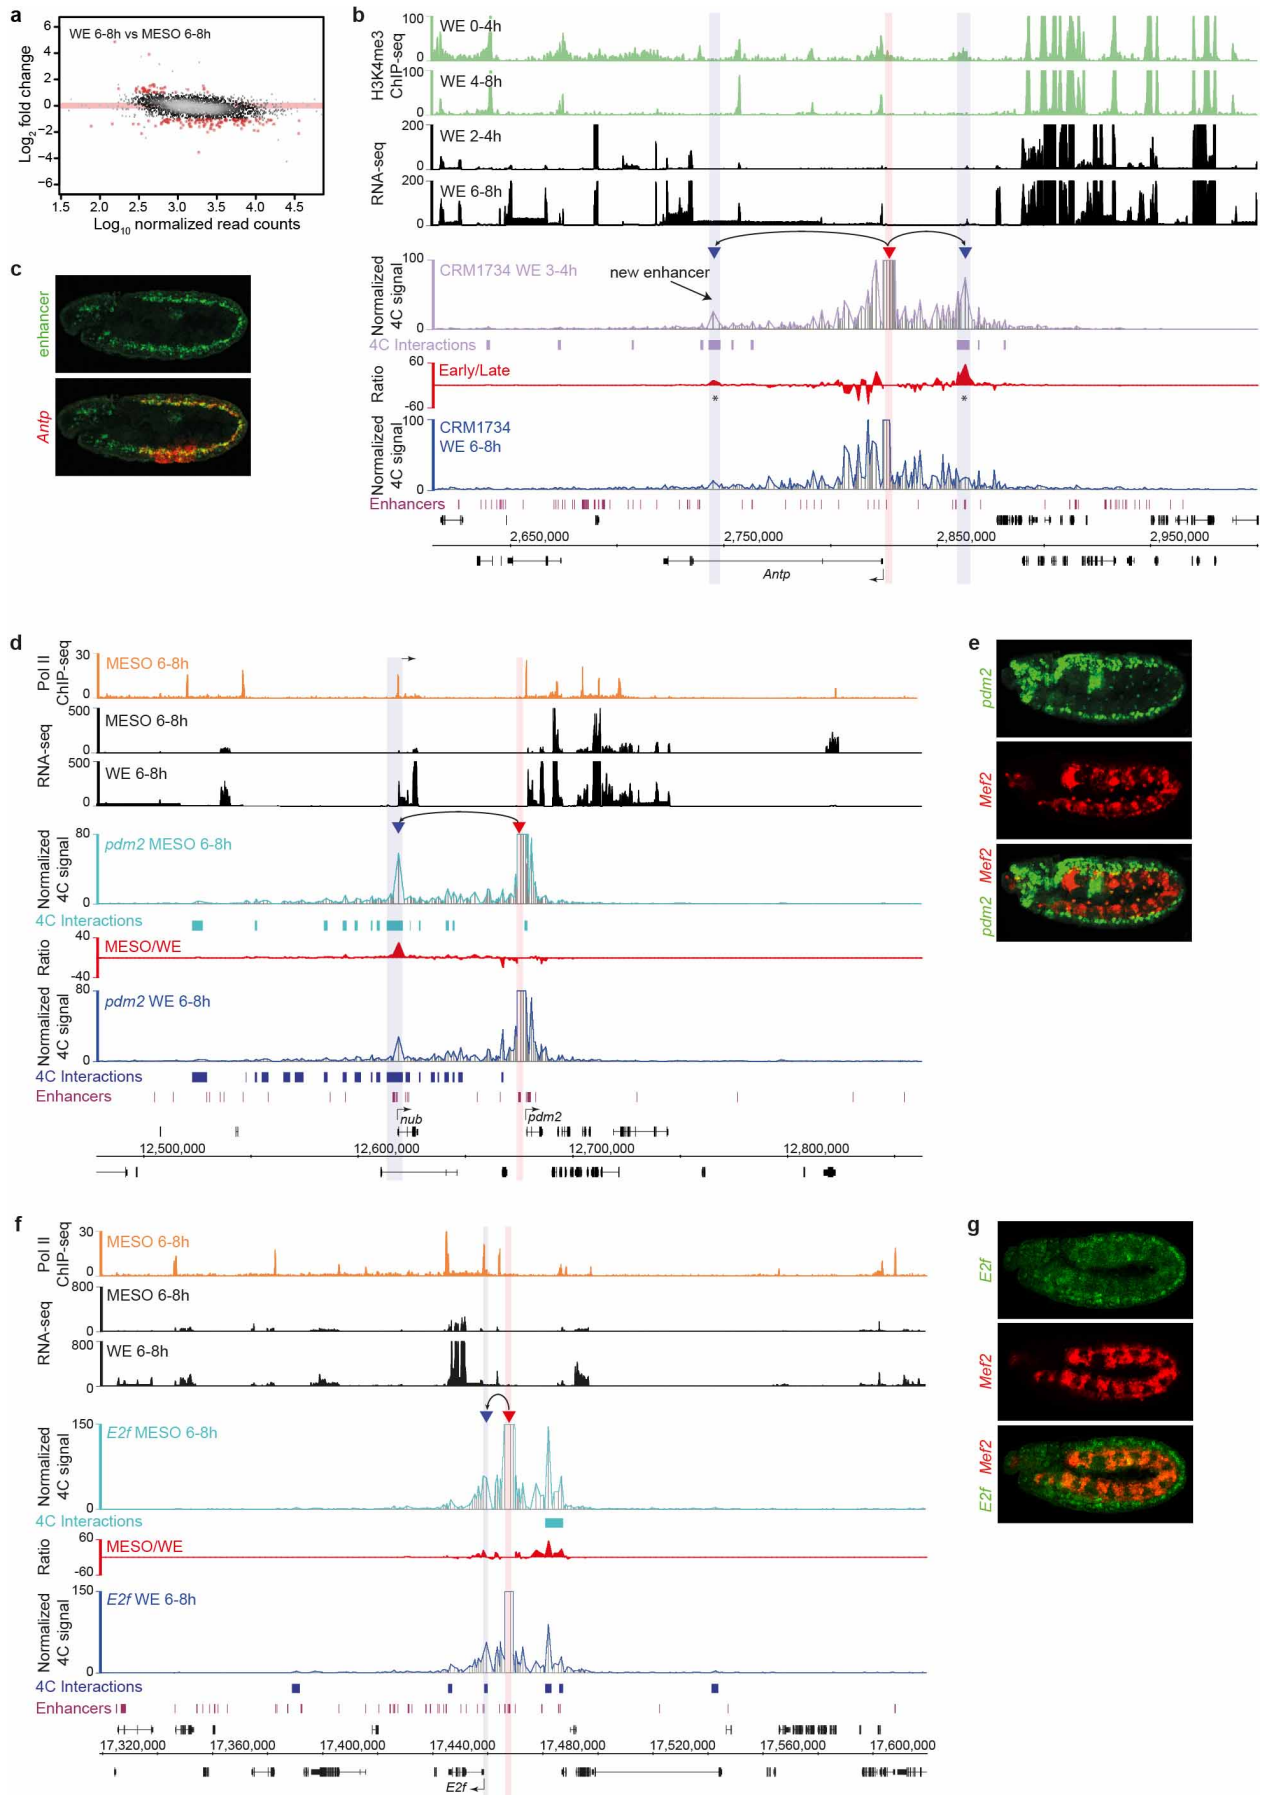 a
WE 6-8h vs MESO 6-8h
Log2 fold change
6
4
2
0
−2
−4
−6
1.5 2.0 2.5 3.0 3.5 4.0 4.5
Log10 normalized read counts
b
H3K4me3 ChIP-seq
100
WE 0-4h
0
100
WE 4-8h
0
RNA-seq
200
WE 2-4h
0
200
WE 6-8h
0
Normalized 4C signal
100
CRM1734 WE 3-4h
new enhancer
0
4C Interactions
Ratio
60
Early/Late
-60
* *
Normalized 4C signal
100
CRM1734
WE 6-8h
0
Enhancers
2,650,000 2,750,000 2,850,000 2,950,000
Antp
c
enhancer
Antp
d
Pol II ChIP-seq
30
MESO 6-8h
0
RNA-seq
500
MESO 6-8h
0
500
WE 6-8h
0
Normalized 4C signal
80
pdm2 MESO 6-8h
0
4C Interactions
Ratio
40
MESO/WE
-40
Normalized 4C signal
80
pdm2 WE 6-8h
0
4C Interactions
Enhancers
nub pdm2
12,500,000 12,600,000 12,700,000 12,800,000
e
pdm2
Mef2
pdm2 Mef2
f
Pol II ChIP-seq
30
MESO 6-8h
0
RNA-seq
800
MESO 6-8h
0
800
WE 6-8h
0
Normalized 4C signal
150
E2f MESO 6-8h
0
4C Interactions
Ratio
60
MESO/WE
-60
Normalized 4C signal
150
E2f WE 6-8h
0
4C Interactions
Enhancers
17,320,000 17,360,000 17,400,000 17,440,000 17,480,000 17,520,000 17,560,000 17,600,000
E2f
g
E2f
Mef2
E2f Mef2